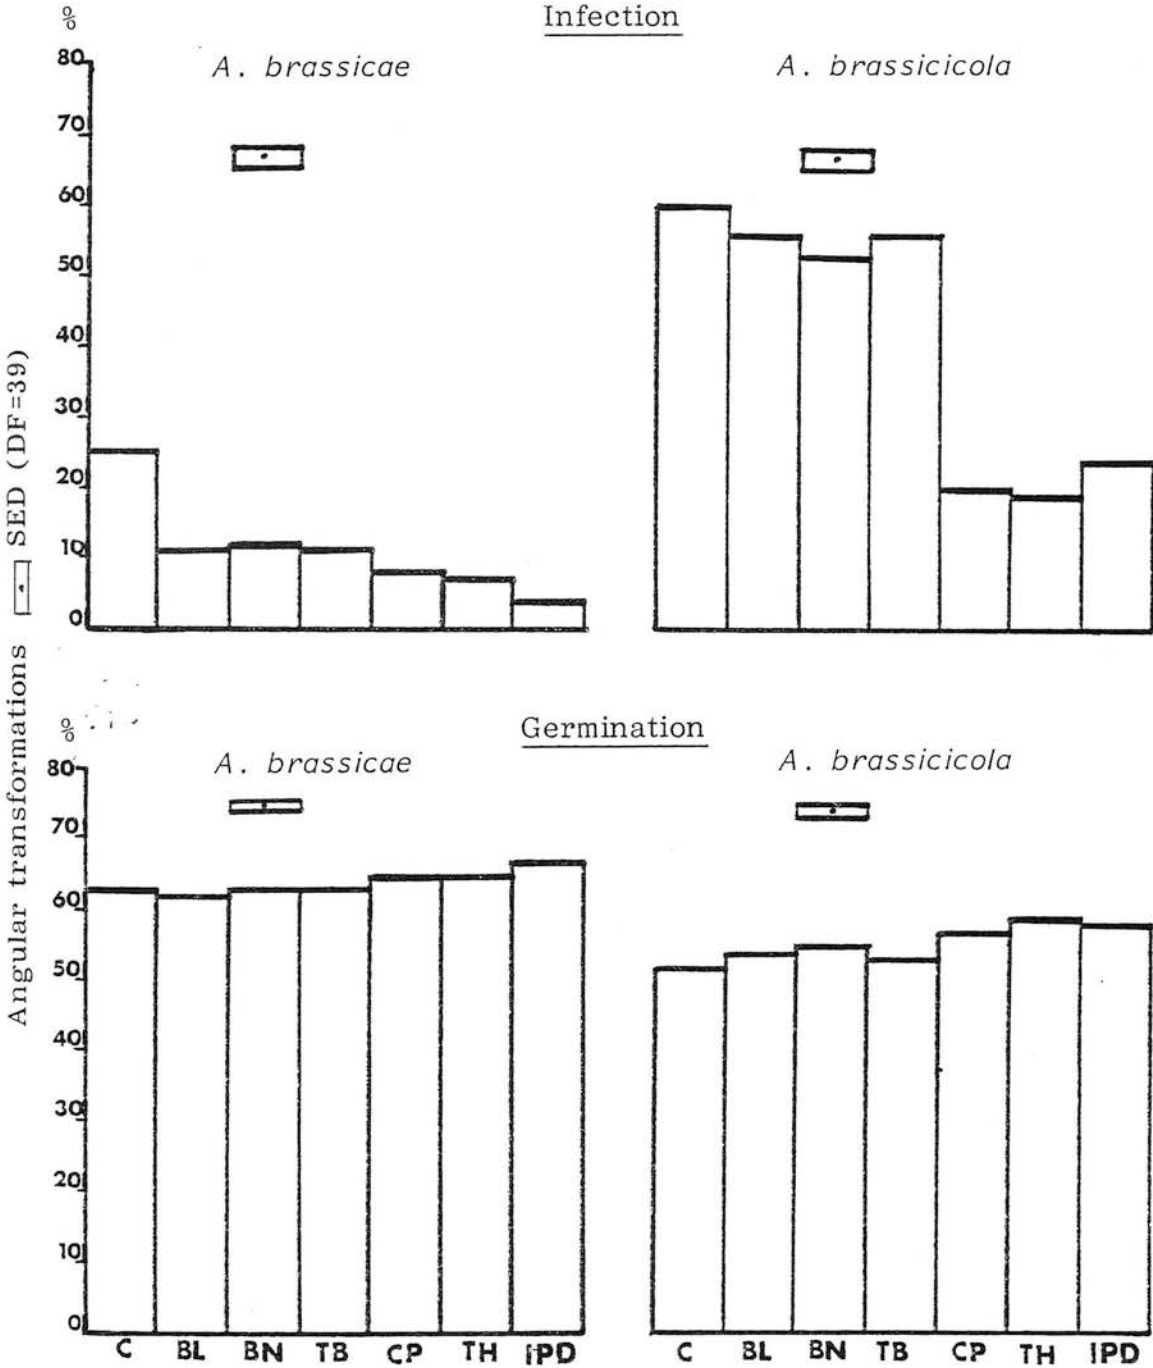 Infection
%
A. brassicae
A. brassicicola
80
70
60
50
40
30
20
10
0
Angular transformations SED (DF=39)
Germination
%
A. brassicae
A. brassicicola
80
70
60
50
40
30
20
10
0
C BL BN TB CP TH IPD
C BL BN TB CP TH IPD